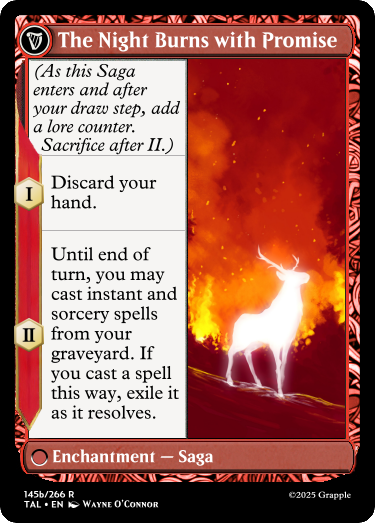 The Night Burns with Promise
(As this Saga
enters and after
your draw step, add
a lore counter.
Sacrifice after II.)
I
Discard your
hand.
II
Until end of
turn, you may
cast instant and
sorcery spells
from your
graveyard. If
you cast a spell
this way, exile it
as it resolves.
Enchantment — Saga
145b/266 R
TAL • EN Wayne O'Connor
©2025 Grapple